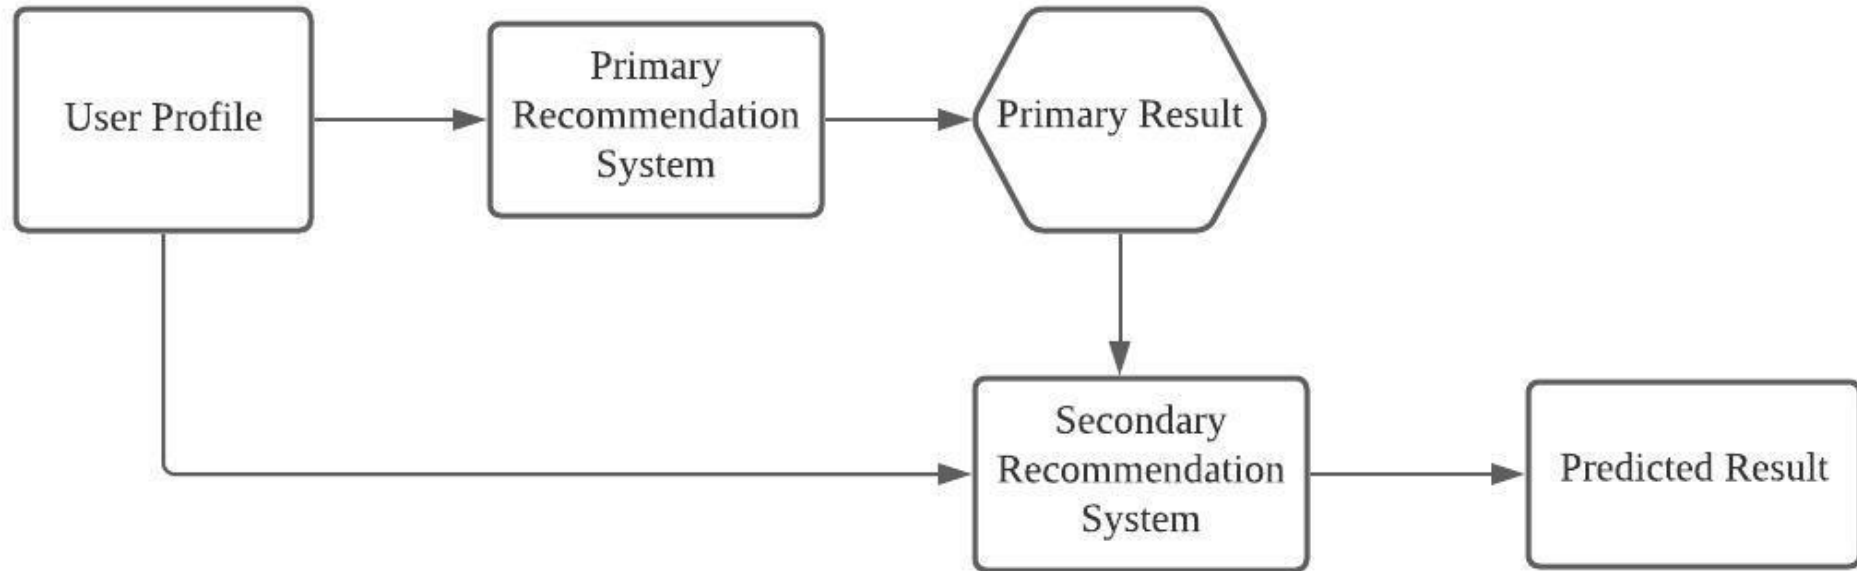 User Profile
Primary
Recommendation
System
Primary Result
Secondary
Recommendation
System
Predicted Result